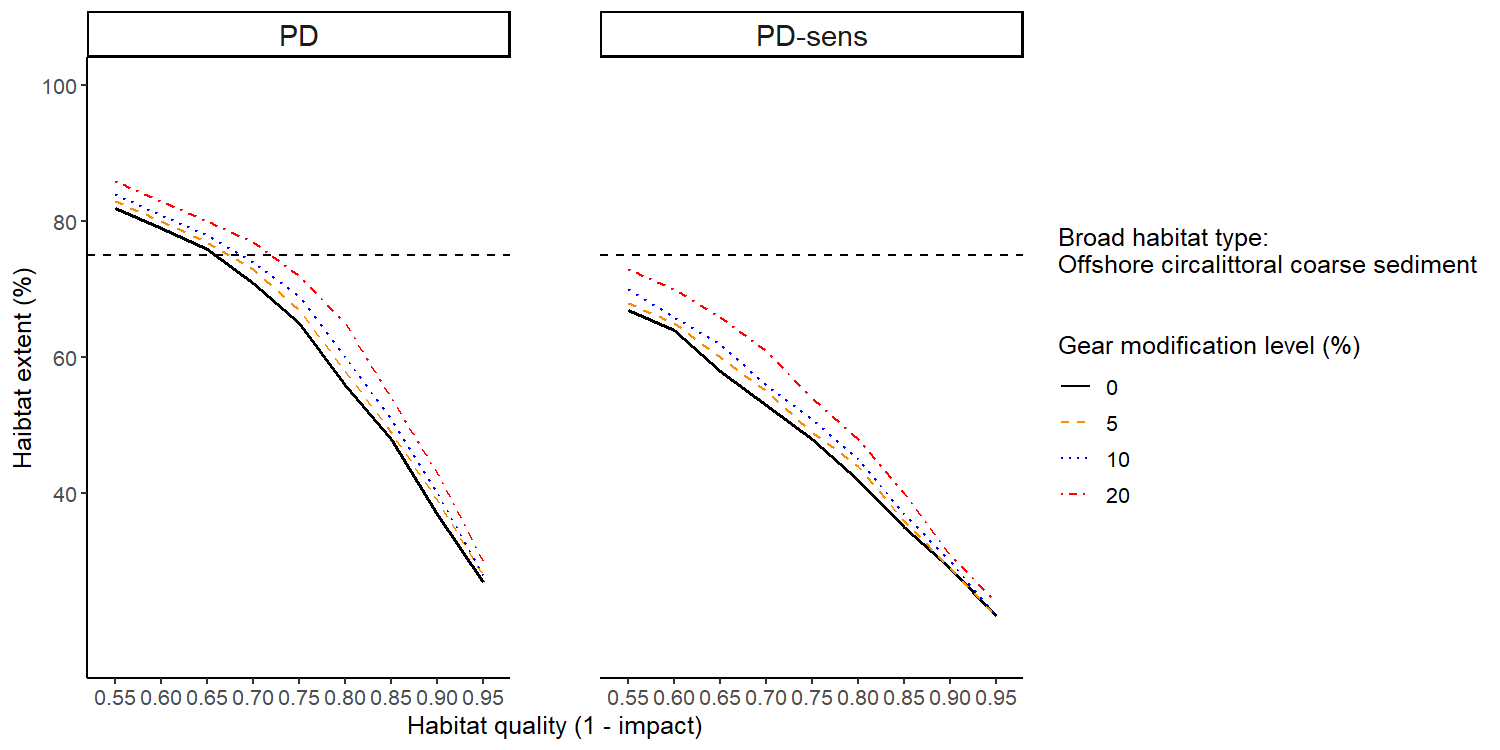 PD
PD-sens
100
80
60
40
Haibtat extent (%)
0.55 0.60 0.65 0.70 0.75 0.80 0.85 0.90 0.95
0.55 0.60 0.65 0.70 0.75 0.80 0.85 0.90 0.95
Habitat quality (1 - impact)
Broad habitat type:
Offshore circalittoral coarse sediment
Gear modification level (%)
0
5
10
20